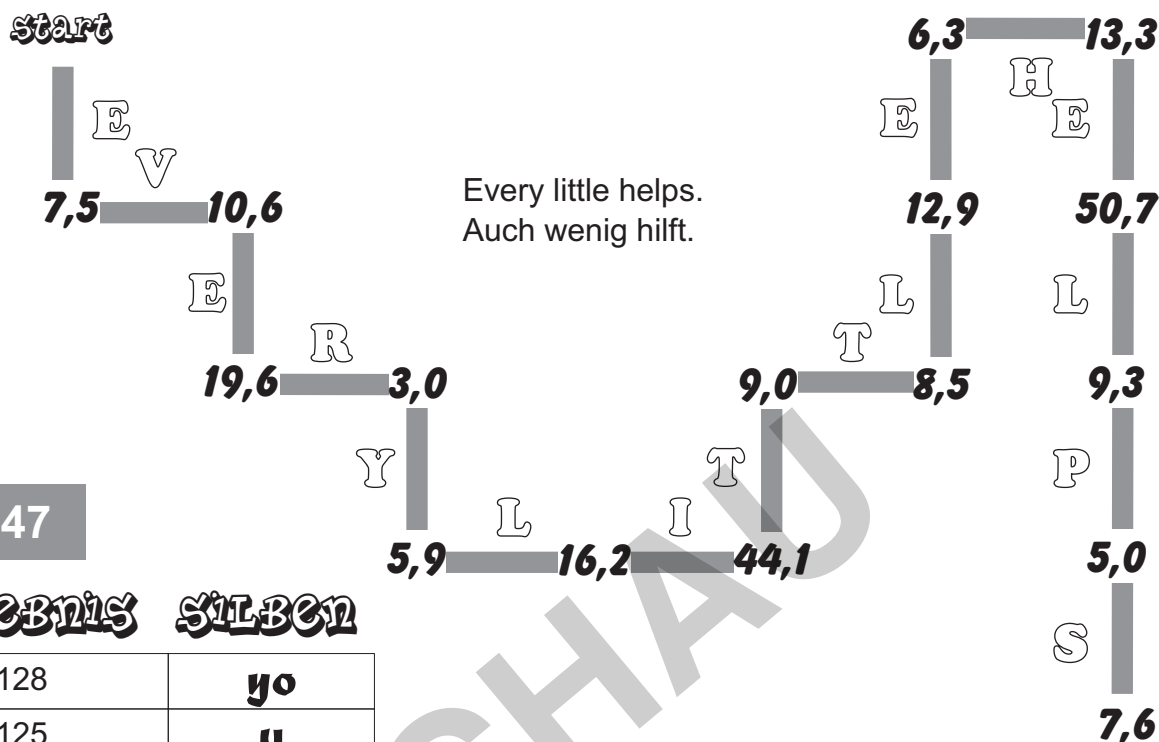 Start
6,3 13,3
E
H
E
V
E
7,5 10,6
Every little helps.
Auch wenig hilft.
12,9 50,7
E
L
L
R
T
19,6 3,0
9,0 8,5
9,3
Y
T
P
L
I
47
5,9 16,2 44,1
5,0
SILBEN
S
128 yo
7,6
125
SCHAU